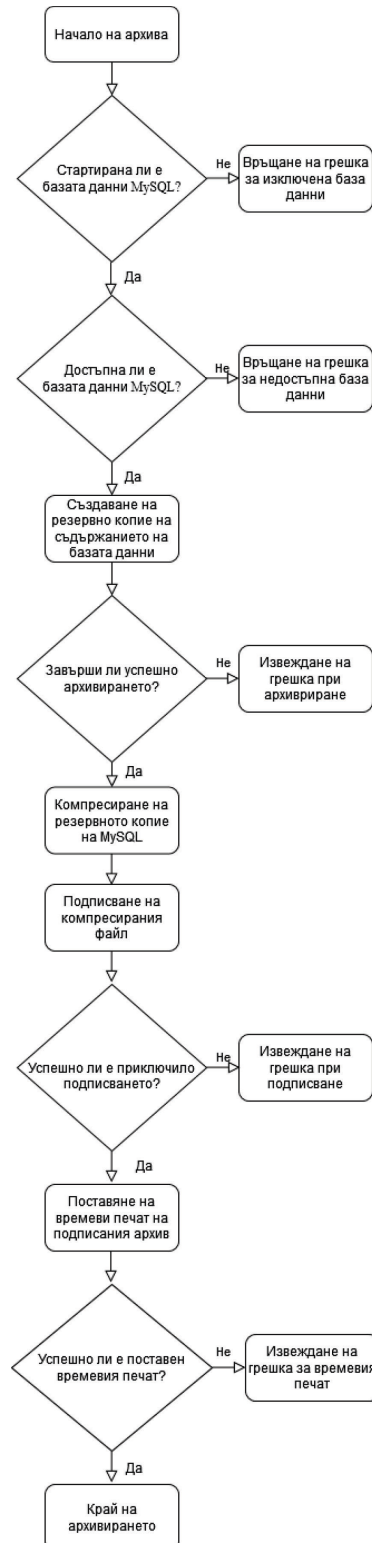 Начало на архива
Стартирана ли е
базата данни MySQL?
Не
Връщане на грешка
за изключена база
данни
Да
Достъпна ли е
базата данни MySQL?
Не
Връщане на грешка
за недостъпна база
данни
Да
Създаване на
резервно копие на
съдържанието на
базата данни
Завърши ли успешно
архивирането?
Не
Извеждане на
грешка при
архивриране
Да
Компресиране на
резервното копие
на MySQL
Подписване на
компресирания
файл
Успешно ли е приключило
подписването?
Не
Извеждане на
грешка при
подписване
Да
Поставяне на
времеви печат на
подписания архив
Успешно ли е поставен
времевия печат?
Не
Извеждане на
грешка за времевия
печат
Да
Край на
архивирането